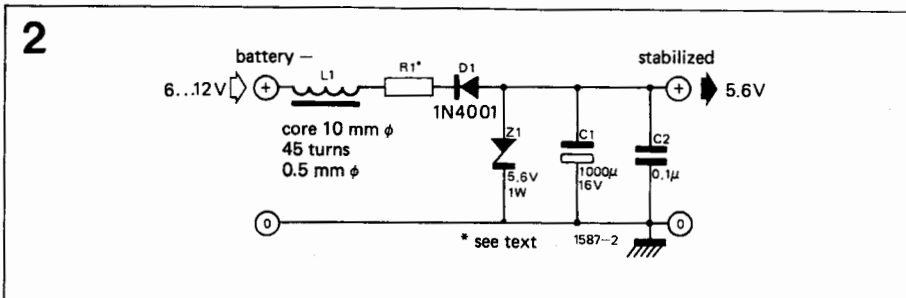 2
battery –
stabilized
6...12V
+
L1
R1*
D1
1N4001
+
5.6V
core 10 mm ϕ
45 turns
0.5 mm ϕ
Z1
5.6V
1W
C1
1000μ
16V
C2
0.1μ
0
* see text
1587–2
0